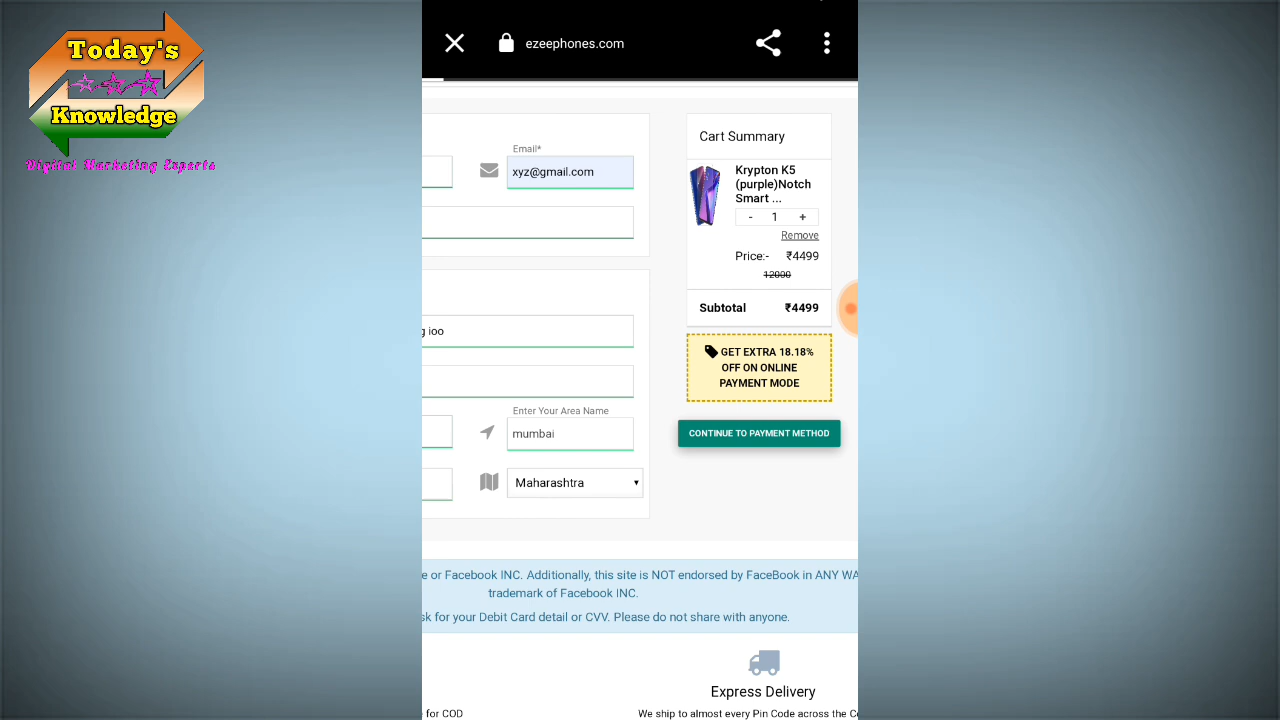 Today's
Knowledge
Digital Marketing Experts
ezeephones.com
Email*
xyz@gmail.com
g ioo
Enter Your Area Name
mumbai
Maharashtra
Cart Summary
Krypton K5
(purple)Notch
Smart ...
- 1 +
Remove
Price:- ₹4499
12000
Subtotal ₹4499
GET EXTRA 18.18%
OFF ON ONLINE
PAYMENT MODE
CONTINUE TO PAYMENT METHOD
e or Facebook INC. Additionally, this site is NOT endorsed by FaceBook in ANY WA
trademark of Facebook INC.
sk for your Debit Card detail or CVV. Please do not share with anyone.
Express Delivery
for COD
We ship to almost every Pin Code across the Co